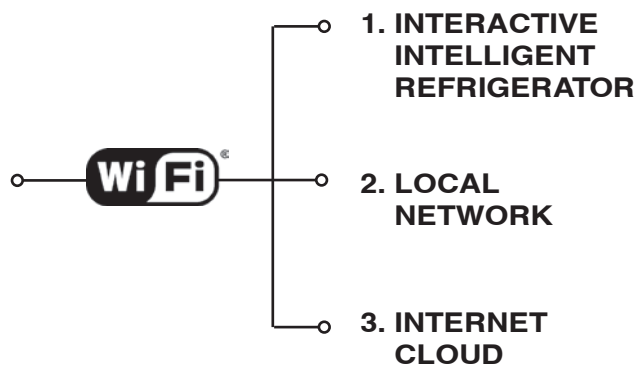 1. INTERACTIVE
INTELLIGENT
REFRIGERATOR
Wi Fi®
2. LOCAL
NETWORK
3. INTERNET
CLOUD